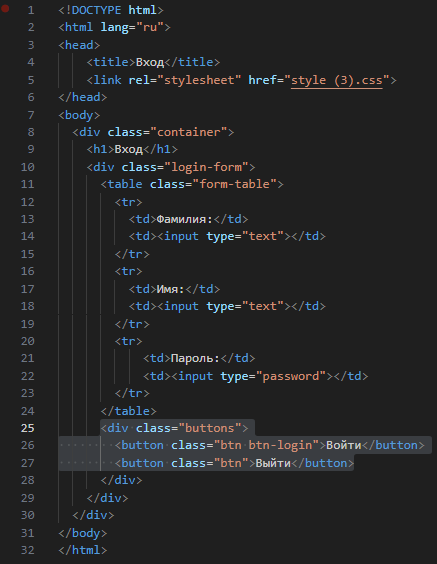 1 <!DOCTYPE html>
2 <html lang="ru">
3 <head>
4 <title>Вход</title>
5 <link rel="stylesheet" href="style (3).css">
6 </head>
7 <body>
8 <div class="container">
9 <h1>Вход</h1>
10 <div class="login-form">
11 <table class="form-table">
12 <tr>
13 <td>Фамилия:</td>
14 <td><input type="text"></td>
15 </tr>
16 <tr>
17 <td>Имя:</td>
18 <td><input type="text"></td>
19 </tr>
20 <tr>
21 <td>Пароль:</td>
22 <td><input type="password"></td>
23 </tr>
24 </table>
25 <div class="buttons">
26 <button class="btn btn-login">Войти</button>
27 <button class="btn">Выйти</button>
28 </div>
29 </div>
30 </div>
31 </body>
32 </html>